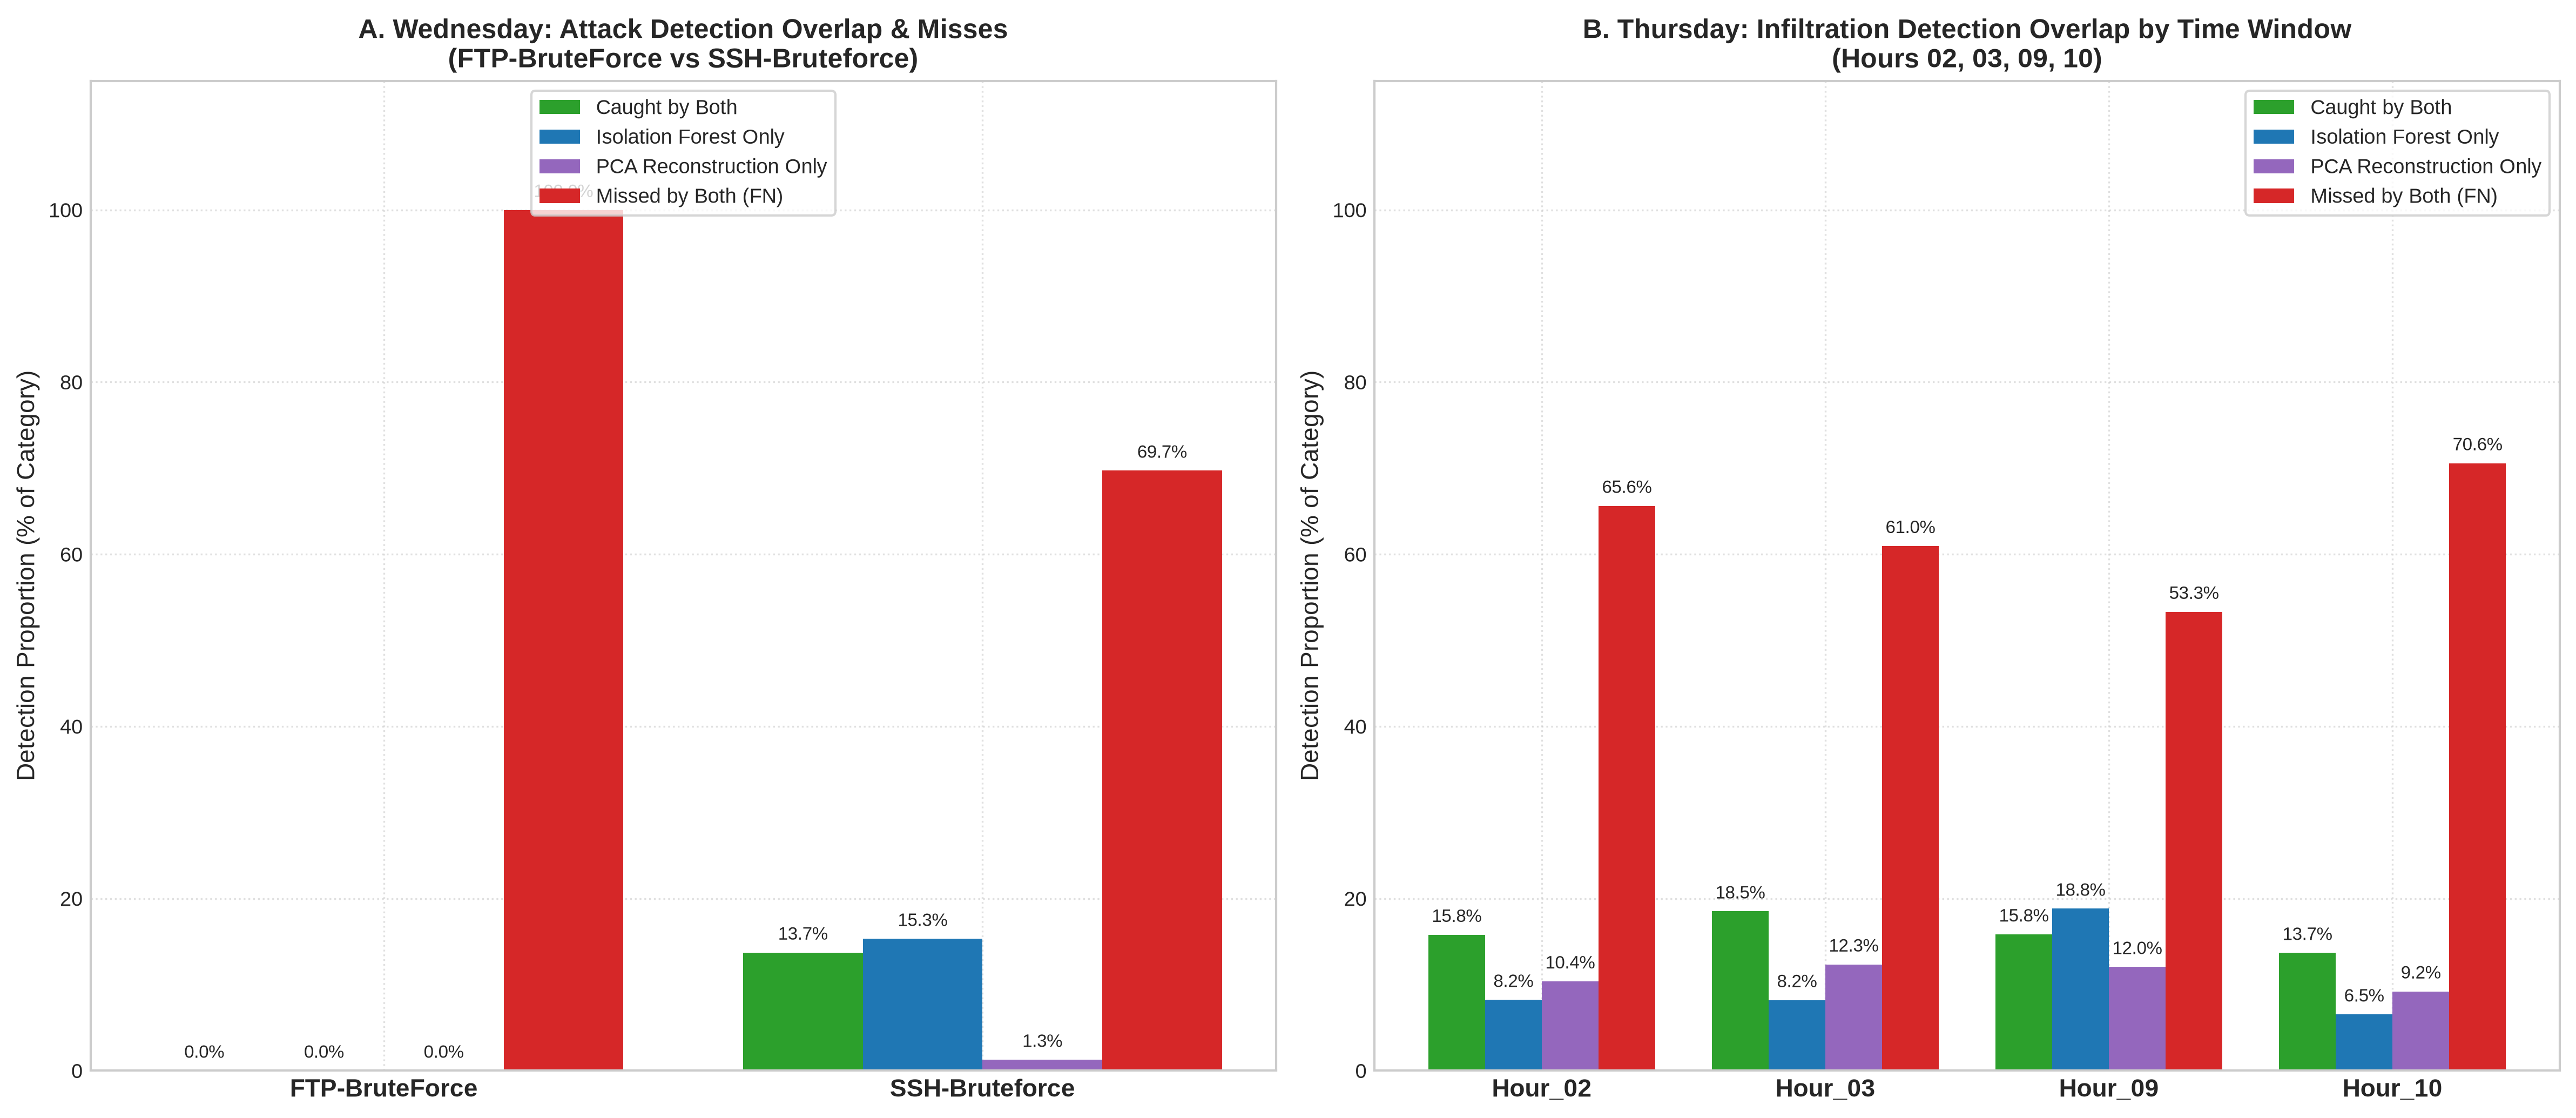 A. Wednesday: Attack Detection Overlap & Misses
(FTP-BruteForce vs SSH-Bruteforce)
Detection Proportion (% of Category)
100
80
60
40
20
0
Caught by Both
Isolation Forest Only
PCA Reconstruction Only
Missed by Both (FN)
0.0%
0.0%
0.0%
13.7%
15.3%
1.3%
69.7%
FTP-BruteForce
SSH-Bruteforce
B. Thursday: Infiltration Detection Overlap by Time Window
(Hours 02, 03, 09, 10)
Detection Proportion (% of Category)
100
80
60
40
20
0
Caught by Both
Isolation Forest Only
PCA Reconstruction Only
Missed by Both (FN)
15.8%
8.2%
10.4%
65.6%
18.5%
8.2%
12.3%
61.0%
15.8%
18.8%
12.0%
53.3%
13.7%
6.5%
9.2%
70.6%
Hour_02
Hour_03
Hour_09
Hour_10